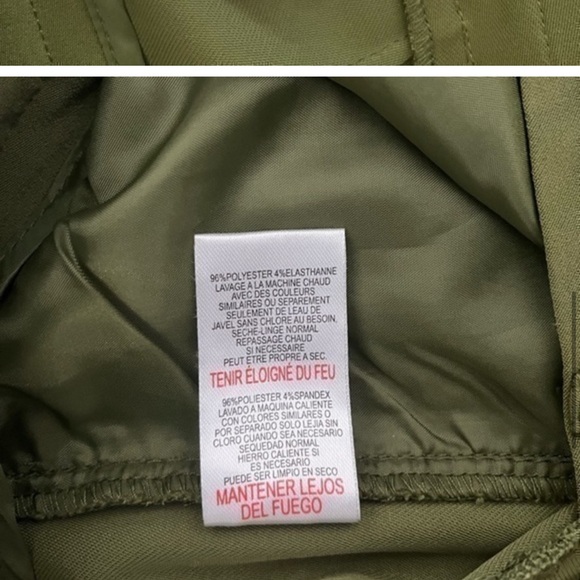 96%POLYESTER 4%ELASTHANNE
LAVAGE A LA MACHINE CHAUD
AVEC DES COULEURS
SIMILAIRES OU SEPAREMENT
SEULEMENT DE L'EAU DE
JAVEL SANS CHLORE AU BESOIN.
SECHE-LINGE NORMAL
REPASSAGE CHAUD
SI NECESSAIRE
PEUT ETRE PROPRE A SEC.
TENIR ÉLOIGNÉ DU FEU
96%POLIESTER 4%SPANDEX
LAVADO A MAQUINA CALIENTE
CON COLORES SIMILARES O
POR SEPARADO SOLO LEJIA SIN
CLORO CUANDO SEA NECESARIO
SEQUEDAD NORMAL
HIERRO CALIENTE SI
ES NECESARIO
PUEDE SER LIMPIO EN SECO
MANTENER LEJOS
DEL FUEGO